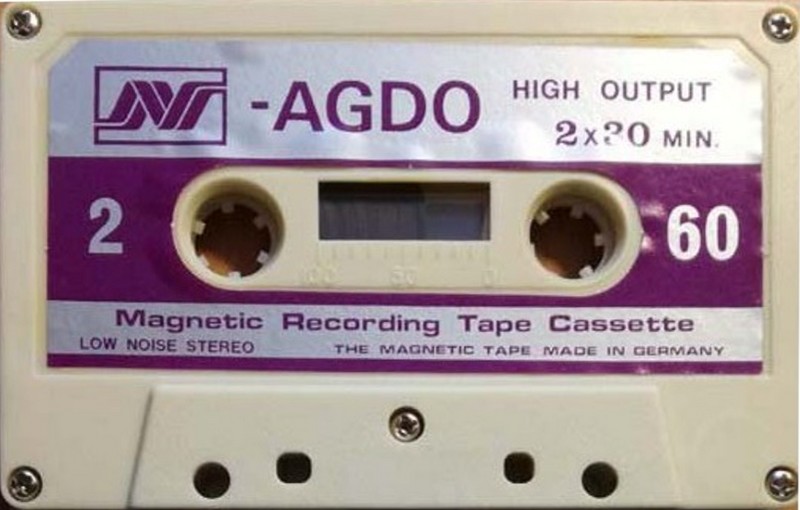 -AGDO
HIGH OUTPUT
2x30 MIN.
2
60
100 50 0
Magnetic Recording Tape Cassette
LOW NOISE STEREO
THE MAGNETIC TAPE MADE IN GERMANY